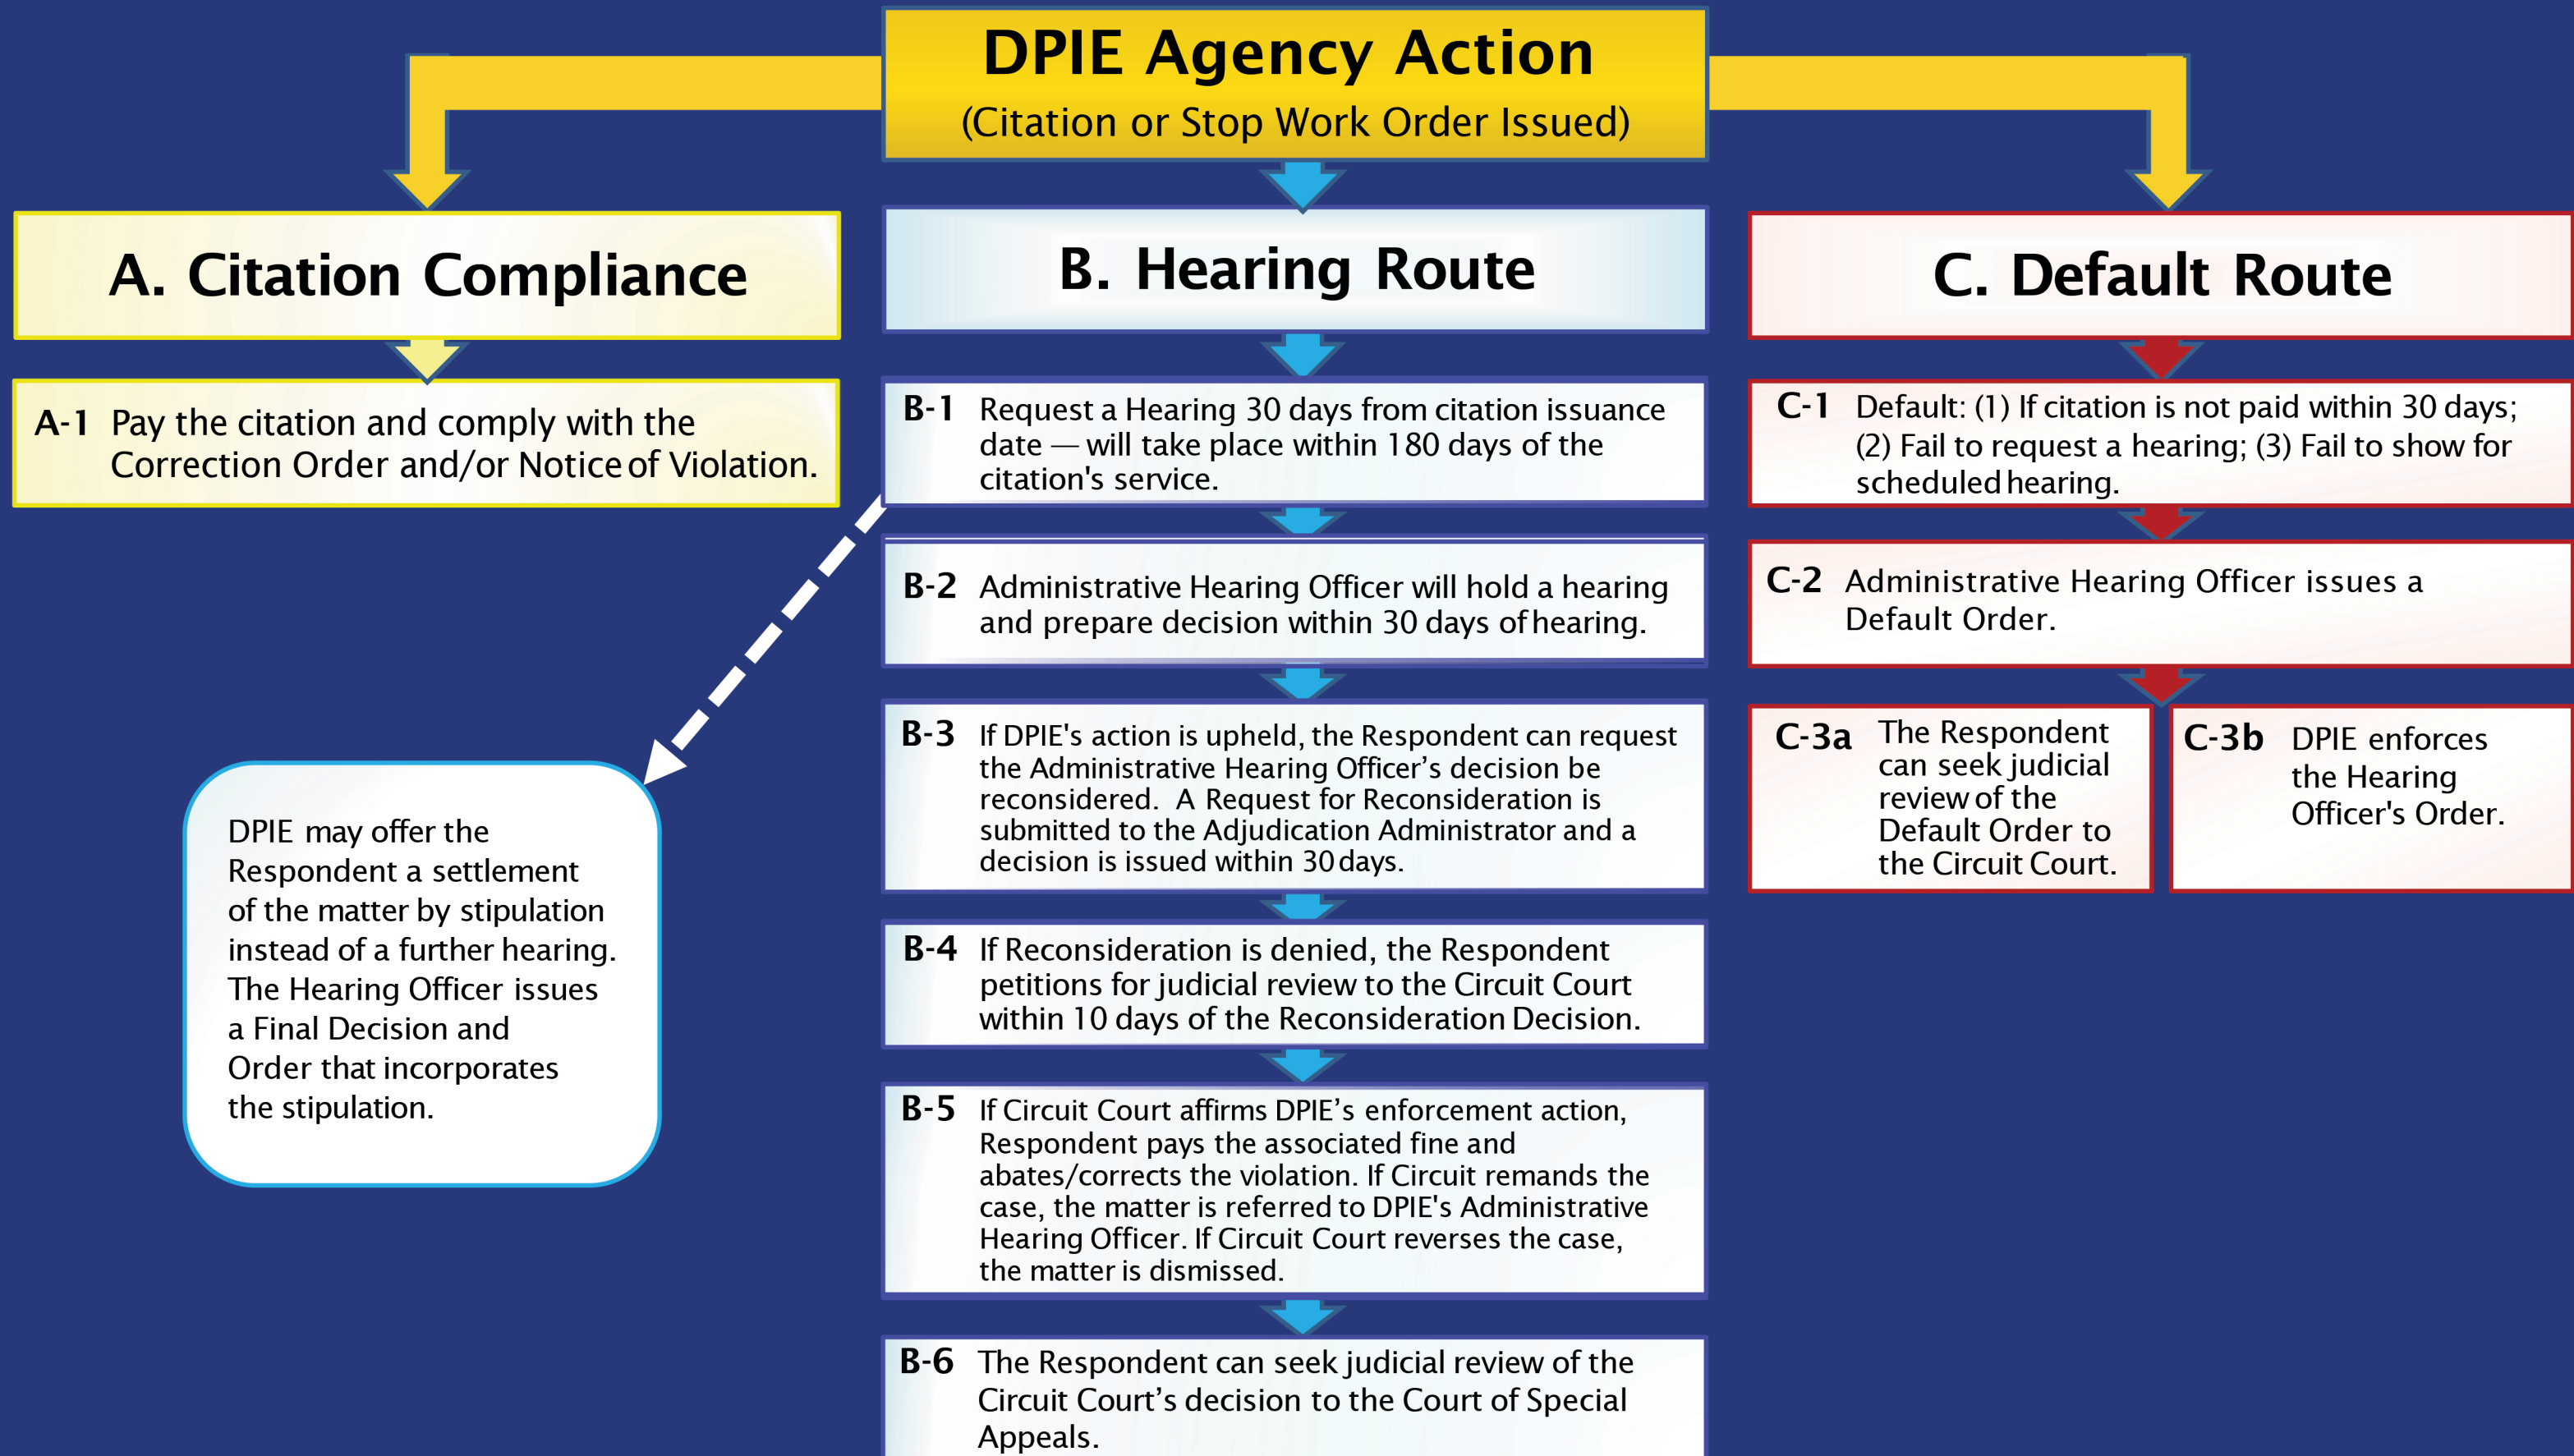 DPIE Agency Action
(Citation or Stop Work Order Issued)
A. Citation Compliance
A-1 Pay the citation and comply with the
Correction Order and/or Notice of Violation.
B. Hearing Route
B-1 Request a Hearing 30 days from citation issuance
date — will take place within 180 days of the
citation's service.
DPIE may offer the
Respondent a settlement
of the matter by stipulation
instead of a further hearing.
The Hearing Officer issues
a Final Decision and
Order that incorporates
the stipulation.
B-2 Administrative Hearing Officer will hold a hearing
and prepare decision within 30 days of hearing.
B-3 If DPIE's action is upheld, the Respondent can request
the Administrative Hearing Officer’s decision be
reconsidered. A Request for Reconsideration is
submitted to the Adjudication Administrator and a
decision is issued within 30 days.
B-4 If Reconsideration is denied, the Respondent
petitions for judicial review to the Circuit Court
within 10 days of the Reconsideration Decision.
B-5 If Circuit Court affirms DPIE’s enforcement action,
Respondent pays the associated fine and
abates/corrects the violation. If Circuit remands the
case, the matter is referred to DPIE's Administrative
Hearing Officer. If Circuit Court reverses the case,
the matter is dismissed.
B-6 The Respondent can seek judicial review of the
Circuit Court’s decision to the Court of Special
Appeals.
C. Default Route
C-1 Default: (1) If citation is not paid within 30 days;
(2) Fail to request a hearing; (3) Fail to show for
scheduled hearing.
C-2 Administrative Hearing Officer issues a
Default Order.
C-3a The Respondent
can seek judicial
review of the
Default Order to
the Circuit Court.
C-3b DPIE enforces
the Hearing
Officer's Order.